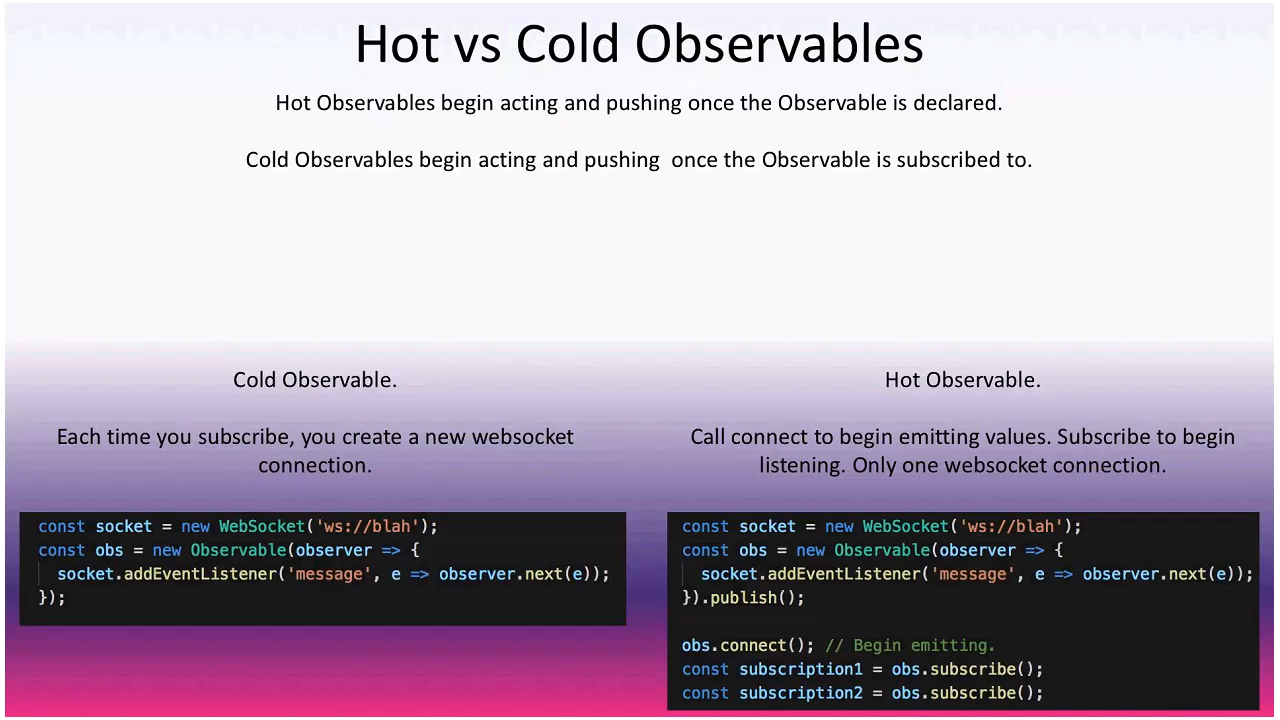 Hot vs Cold Observables
Hot Observables begin acting and pushing once the Observable is declared.
Cold Observables begin acting and pushing  once the Observable is subscribed to.
Cold Observable.
Each time you subscribe, you create a new websocket
connection.
const socket = new WebSocket('ws://blah');
const obs = new Observable(observer => {
  socket.addEventListener('message', e => observer.next(e));
});
Hot Observable.
Call connect to begin emitting values. Subscribe to begin
listening. Only one websocket connection.
const socket = new WebSocket('ws://blah');
const obs = new Observable(observer => {
  socket.addEventListener('message', e => observer.next(e));
}).publish();
obs.connect(); // Begin emitting.
const subscription1 = obs.subscribe();
const subscription2 = obs.subscribe();